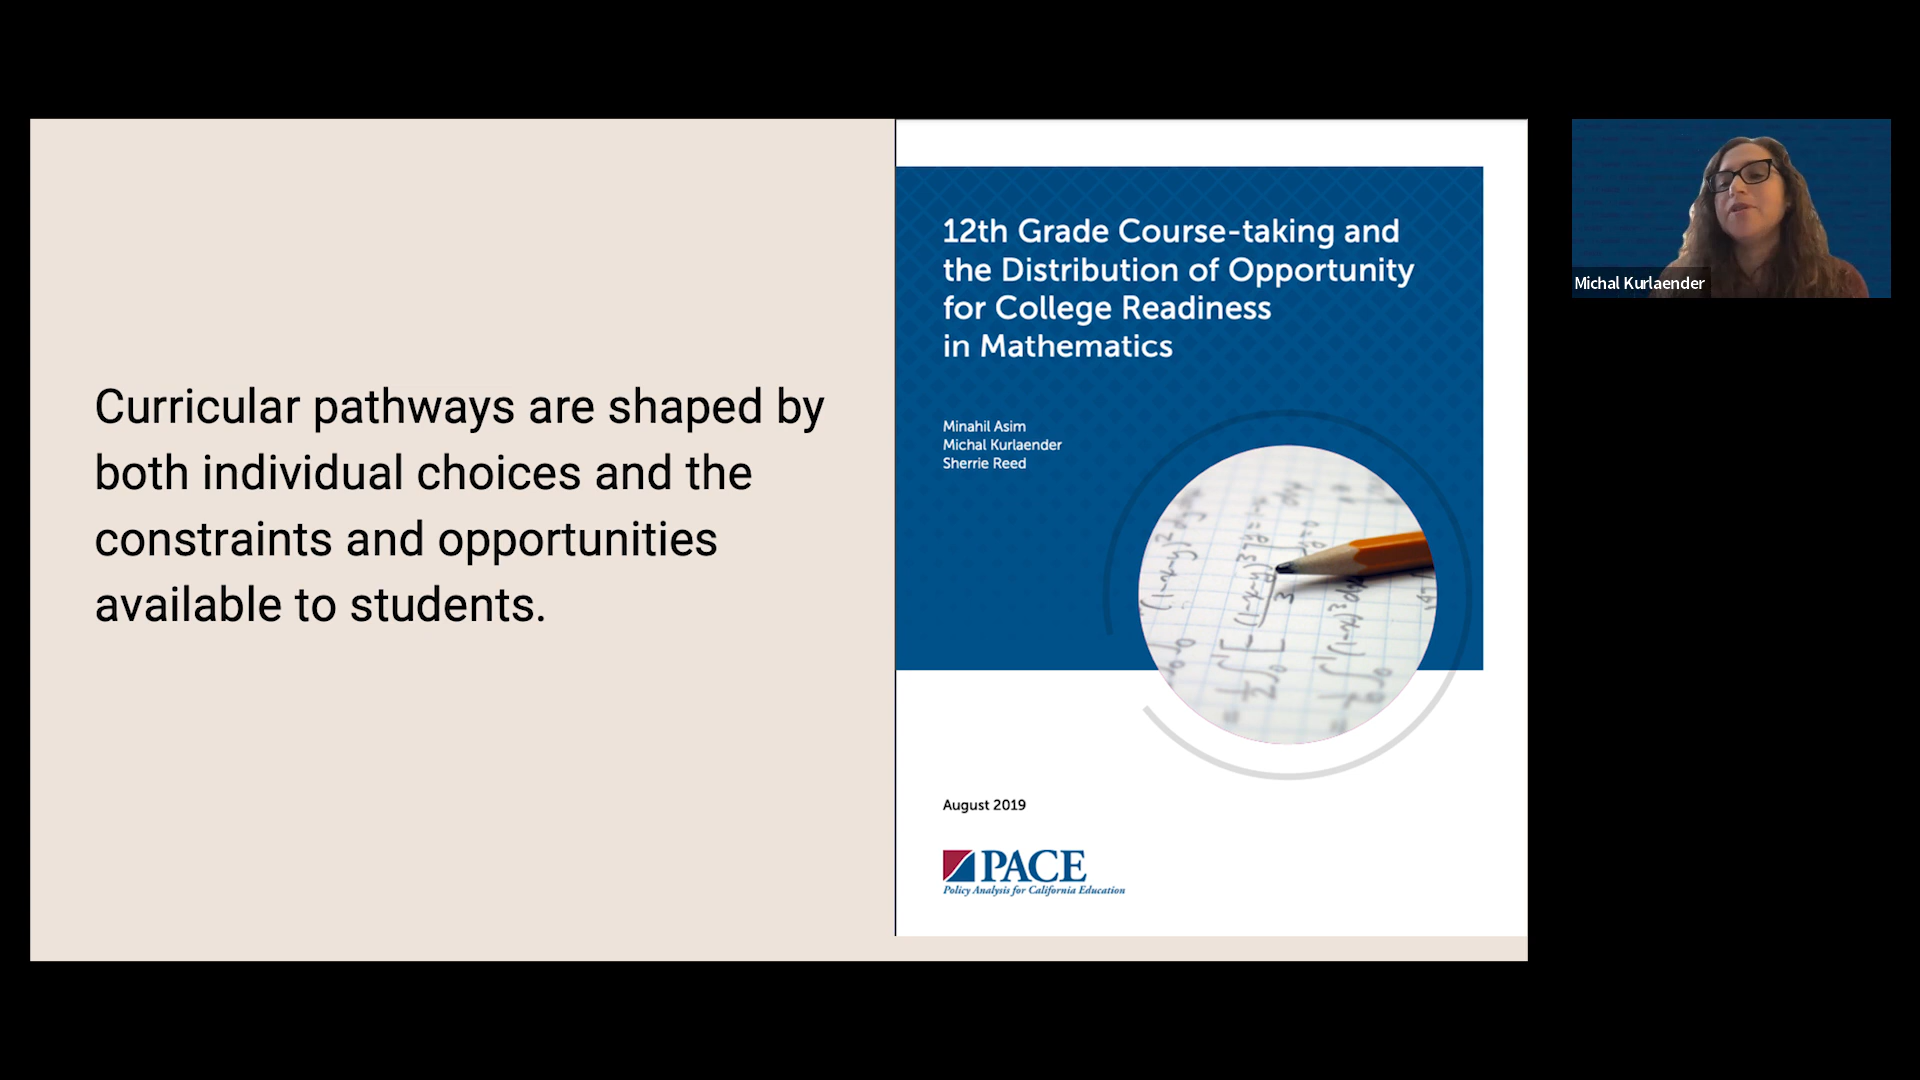 Curricular pathways are shaped by
both individual choices and the
constraints and opportunities
available to students.
12th Grade Course-taking and
the Distribution of Opportunity
for College Readiness
in Mathematics
Minahil Asim
Michal Kurlaender
Sherrie Reed
August 2019
PACE
Policy Analysis for California Education
Michal Kurlaender